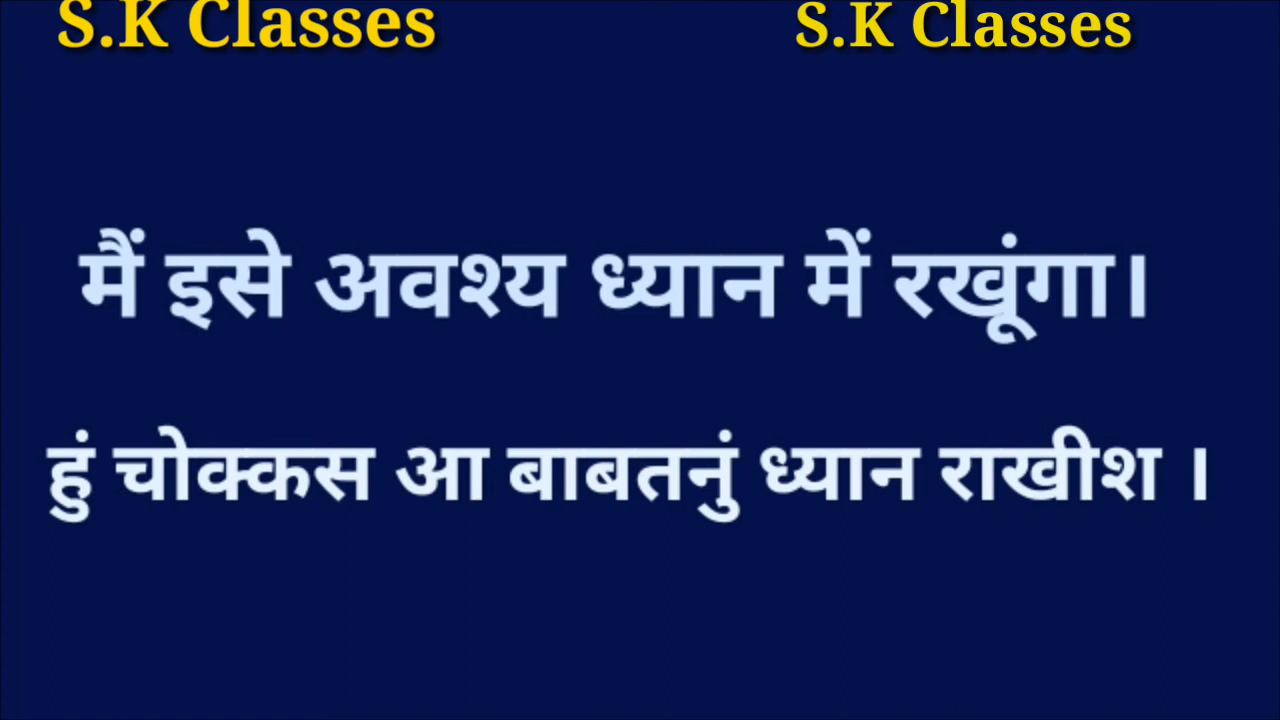 S.K Classes S.K Classes
मैं इसे अवश्य ध्यान में रखूंगा।
हुं चोक्कस आ बाबतनुं ध्यान राखीश ।